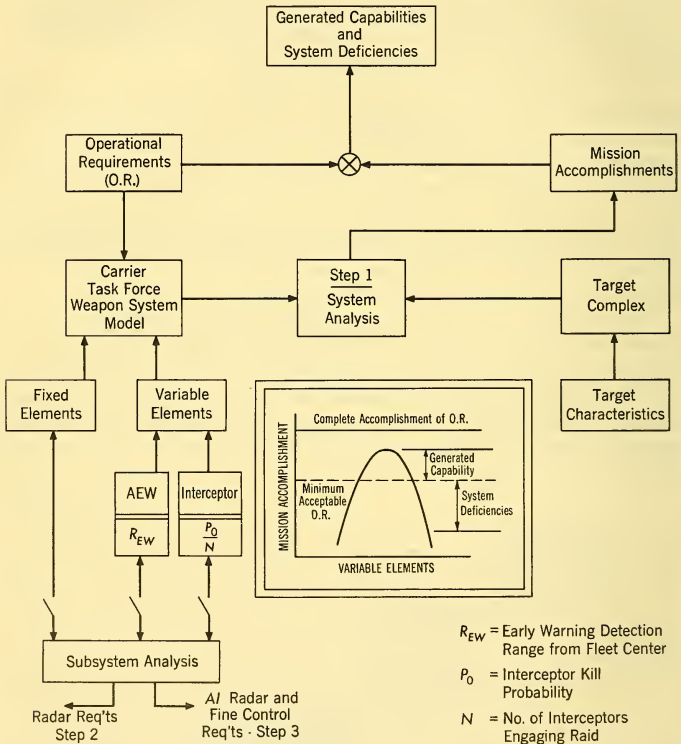 Generated Capabilities
and
System Deficiencies
Operational
Requirements
(O.R.)
Mission
Accomplishments
Carrier
Task Force
Weapon System
Model
Step 1
System
Analysis
Target
Complex
Fixed
Elements
Variable
Elements
Target
Characteristics
AEW
R_EW
Interceptor
P_0
N
MISSION ACCOMPLISHMENT
Complete Accomplishment of O.R.
Generated
Capability
Minimum
Acceptable
O.R.
System
Deficiencies
VARIABLE ELEMENTS
Subsystem Analysis
Radar Req'ts
Step 2
AI Radar and
Fine Control
Req'ts - Step 3
R_EW = Early Warning Detection
Range from Fleet Center
P_0 = Interceptor Kill
Probability
N = No. of Interceptors
Engaging Raid